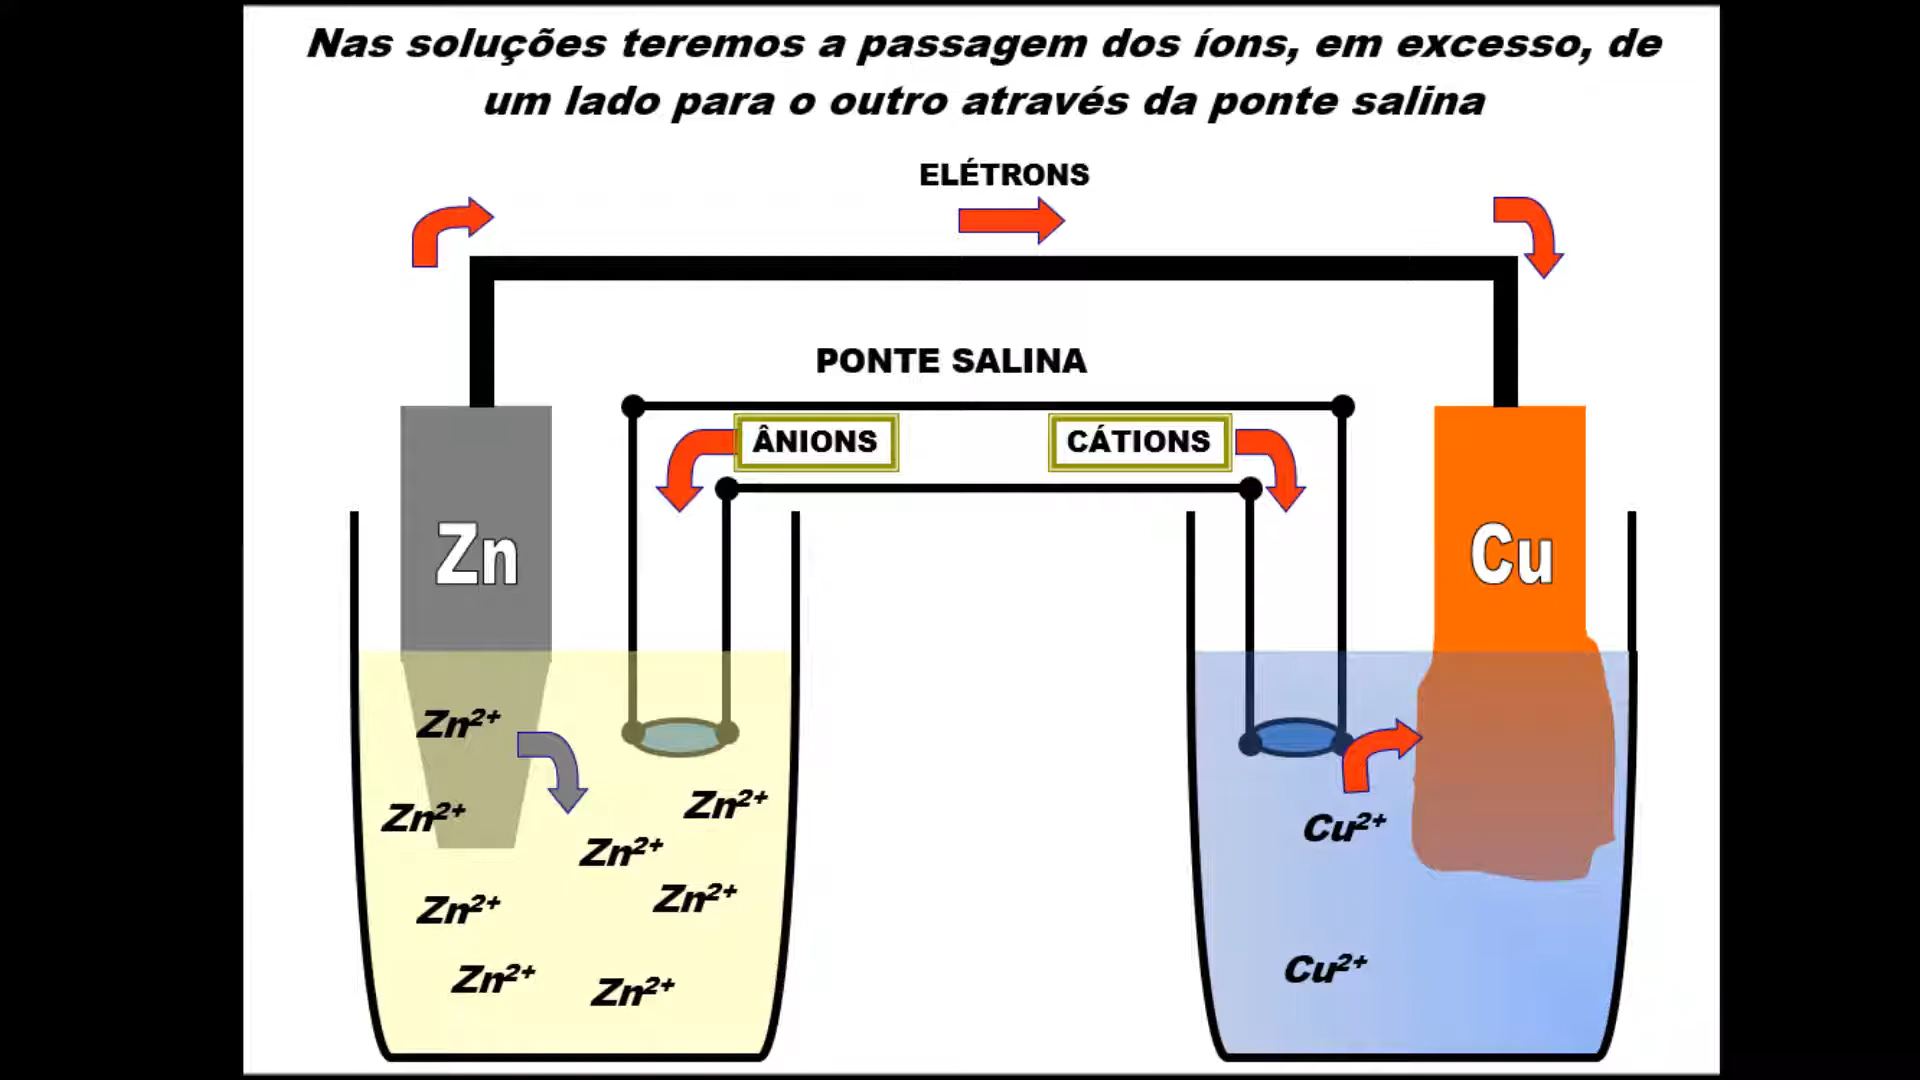 Nas soluções teremos a passagem dos íons, em excesso, de
um lado para o outro através da ponte salina
ELÉTRONS
PONTE SALINA
ÂNIONS
CÁTIONS
Zn
Cu
Zn²⁺
Zn²⁺
Zn²⁺
Cu²⁺
Zn²⁺
Zn²⁺
Zn²⁺
Cu²⁺
Zn²⁺
Zn²⁺